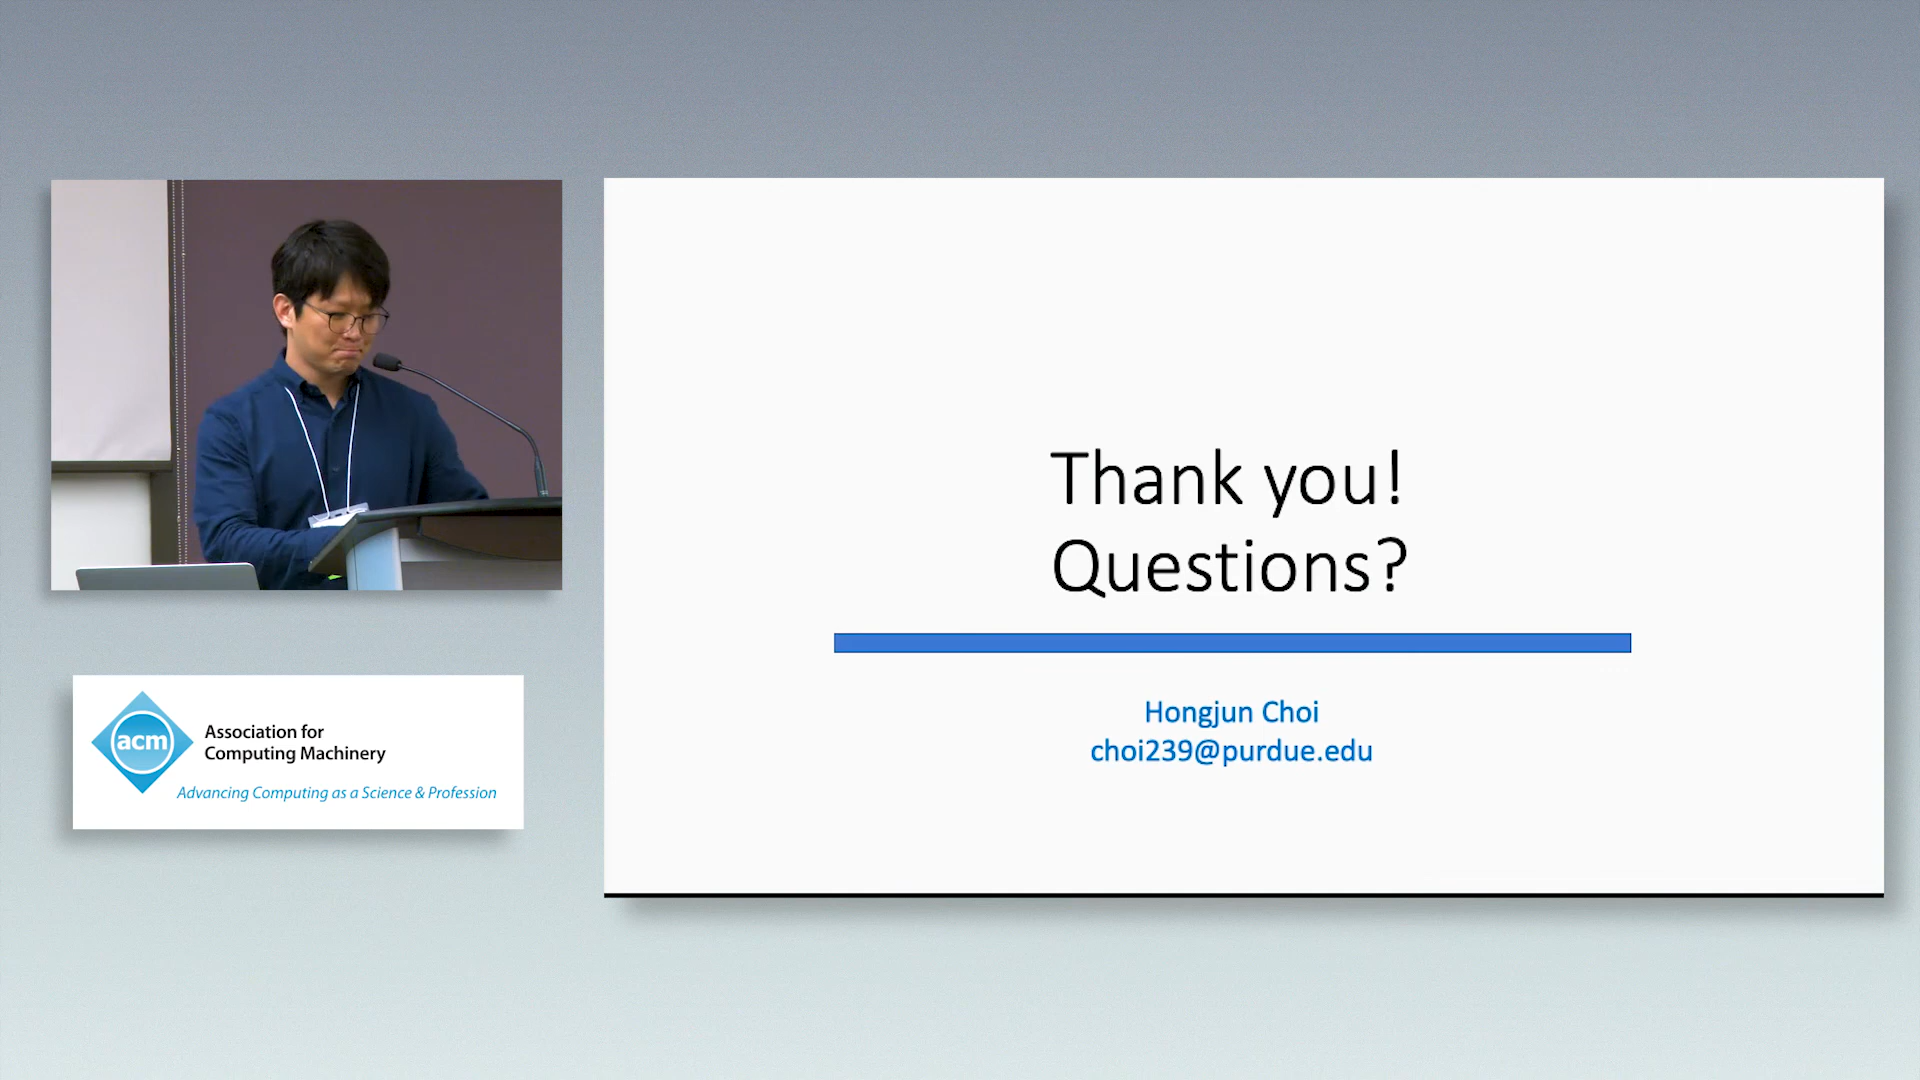 Thank you!
Questions?
Hongjun Choi
choi239@purdue.edu
acm
Association for
Computing Machinery
Advancing Computing as a Science & Profession